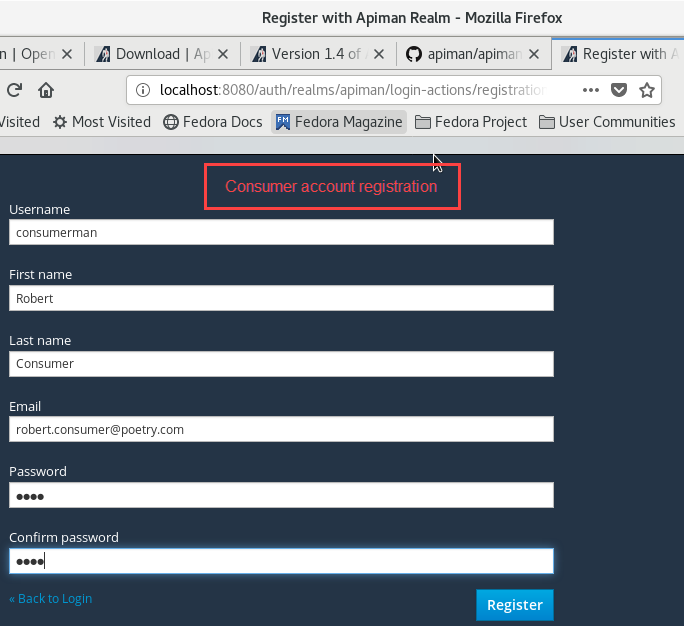 Register with Apiman Realm - Mozilla Firefox
n | Open
Download | Ap
Version 1.4 of
apiman/apiman
Register with A
localhost:8080/auth/realms/apiman/login-actions/registration
Visited
Most Visited
Fedora Docs
FM
Fedora Magazine
Fedora Project
User Communities
Consumer account registration
Username
consumerman
First name
Robert
Last name
Consumer
Email
robert.consumer@poetry.com
Password
●●●●
Confirm password
●●●●
« Back to Login
Register